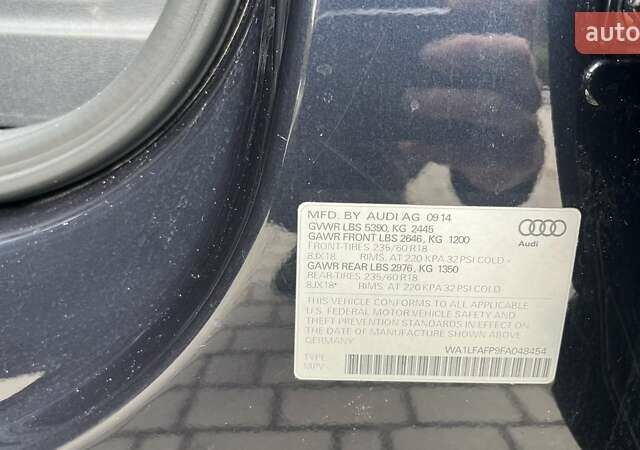 auto
MFD. BY AUDI AG 09 14
GVWR LBS 5390, KG 2445
GAWR FRONT LBS 2646, KG 1200
FRONT-TIRES 235/60 R18
8JX18" RIMS, AT 220 KPA 32 PSI COLD -
GAWR REAR LBS 2976, KG 1350
REAR-TIRES 235/60 R18
8JX18" RIMS, AT 220 KPA 32 PSI COLD
THIS VEHICLE CONFORMS TO ALL APPLICABLE
U.S. FEDERAL MOTOR VEHICLE SAFETY AND
THEFT PREVENTION STANDARDS IN EFFECT ON
THE DATE OF MANUFACTURE SHOWN ABOVE
GERMANY
Audi
WA1LFAFP9FA048454
TYPE
MPV